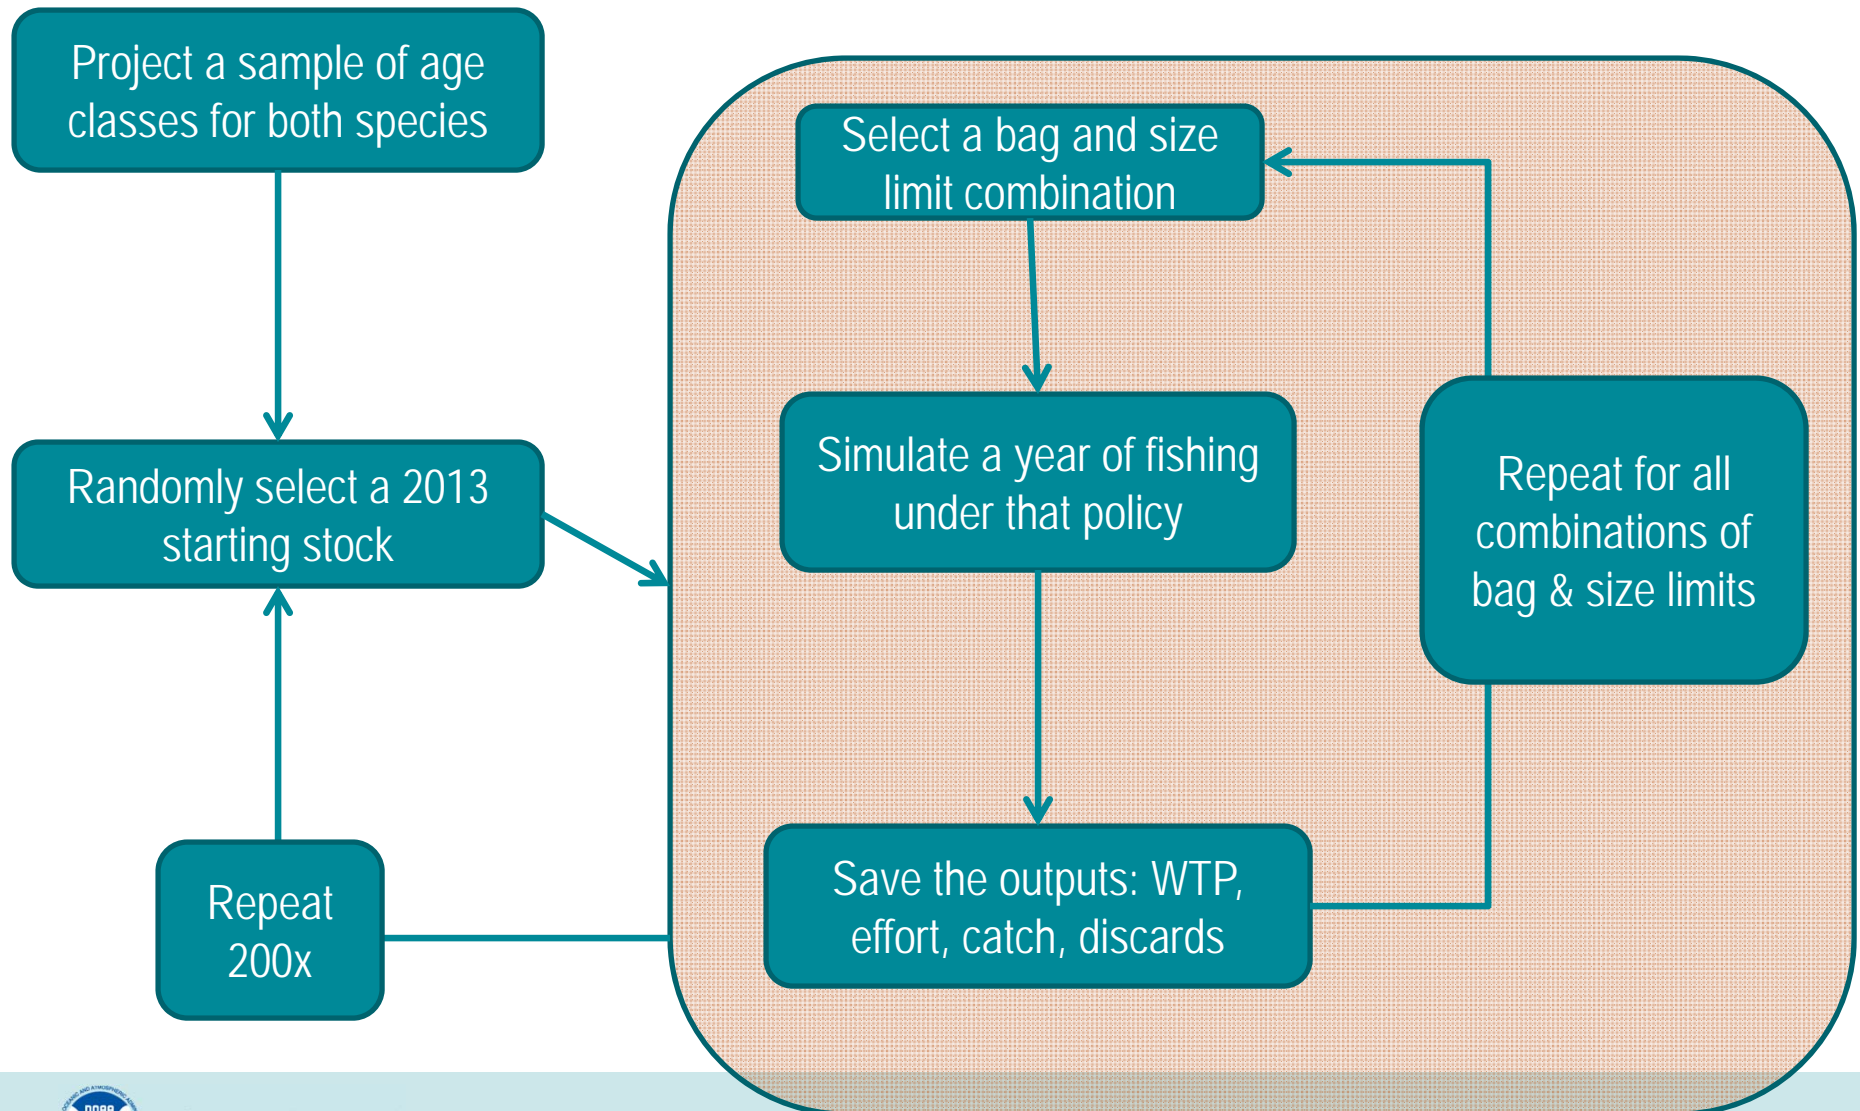 Project a sample of age
classes for both species
Select a bag and size
limit combination
Randomly select a 2013
starting stock
Simulate a year of fishing
under that policy
Repeat for all
combinations of
bag & size limits
Repeat
200x
Save the outputs: WTP,
effort, catch, discards